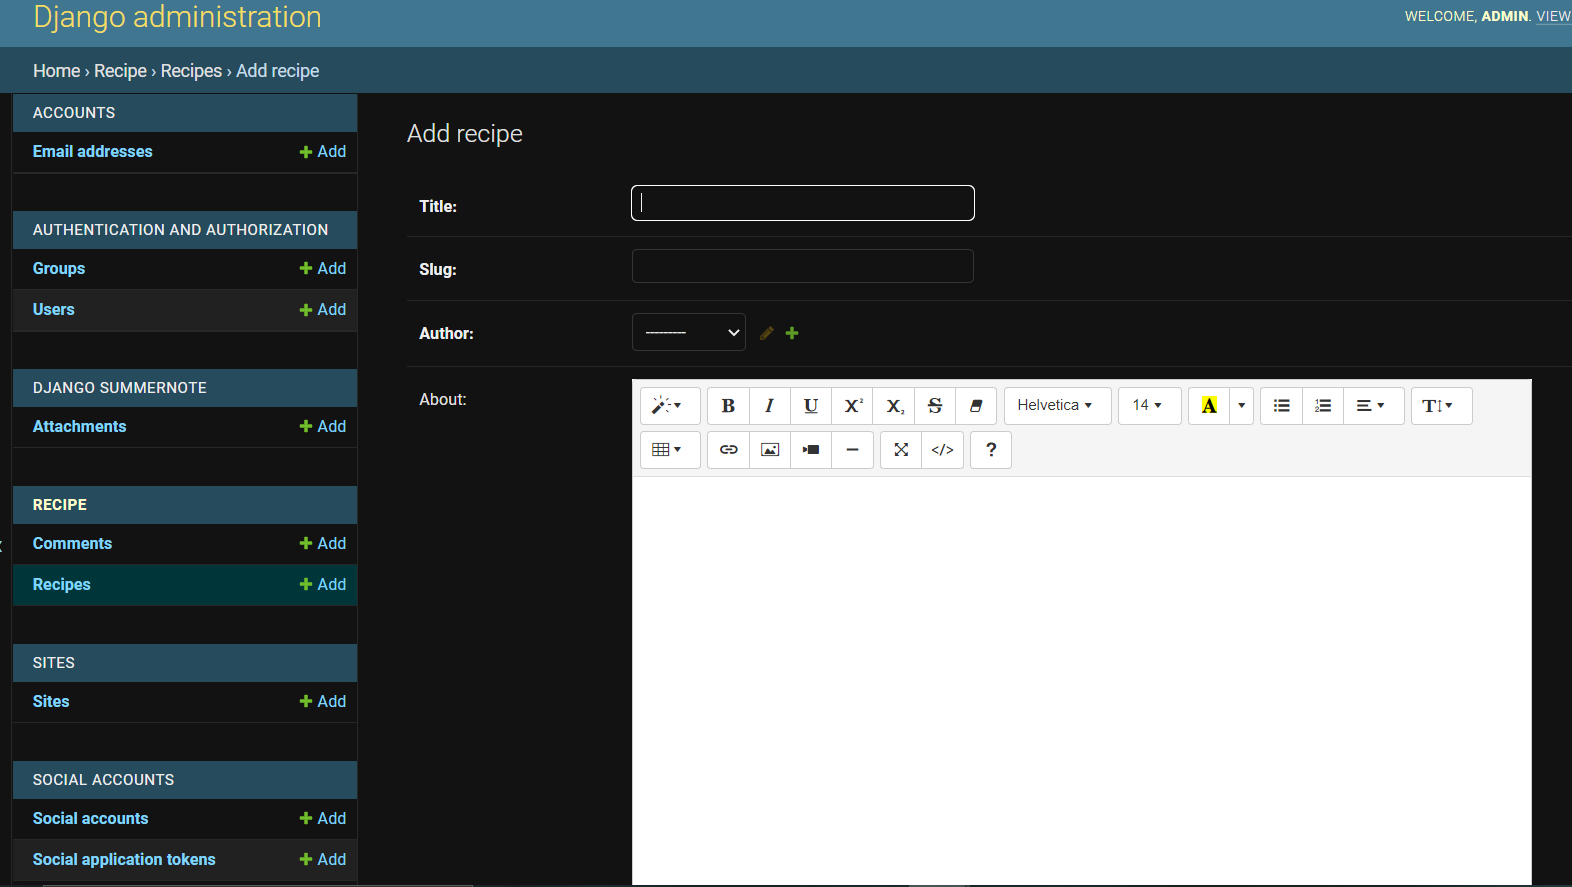 Django administration
WELCOME, ADMIN. VIEW
Home › Recipe › Recipes › Add recipe
ACCOUNTS
Email addresses
Add
AUTHENTICATION AND AUTHORIZATION
Groups
Add
Users
Add
DJANGO SUMMERNOTE
Attachments
Add
RECIPE
Comments
Add
Recipes
Add
SITES
Sites
Add
SOCIAL ACCOUNTS
Social accounts
Add
Social application tokens
Add
Add recipe
Title:
Slug:
Author:
---------
About:
B I U X² X₂ S Helvetica 14 A T
</> ?